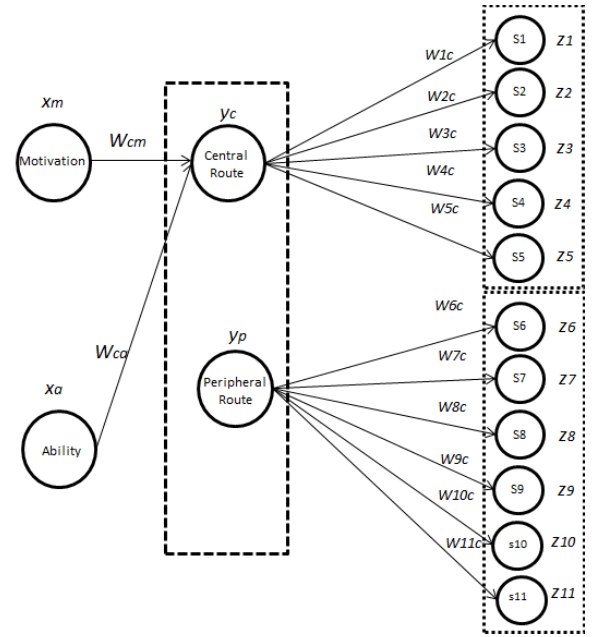 xm
Motivation
Wcm
yc
Central
Route
Wca
xa
Ability
yp
Peripheral
Route
W1c
W2c
W3c
W4c
W5c
S1 Z1
S2 Z2
S3 Z3
S4 Z4
S5 Z5
W6c
W7c
W8c
W9c
W10c
W11c
S6 Z6
S7 Z7
S8 Z8
S9 Z9
s10 Z10
s11 Z11